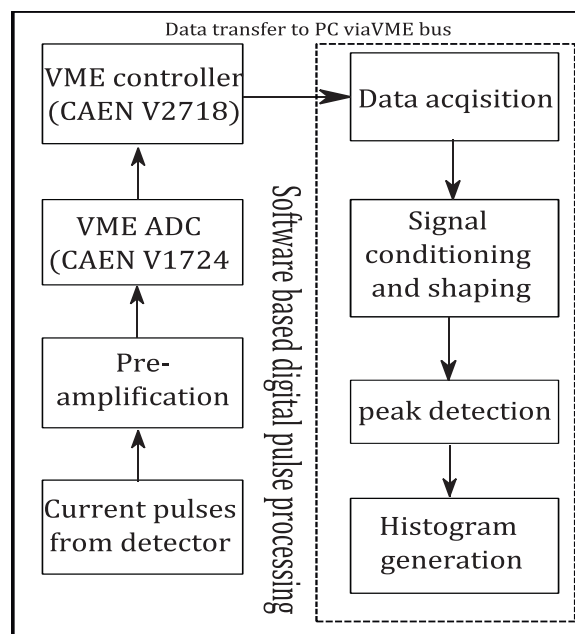 Data transfer to PC viaVME bus
VME controller
(CAEN V2718)
VME ADC
(CAEN V1724
Pre-
amplification
Current pulses
from detector
Software based digital pulse processing
Data acqisition
Signal
conditioning
and shaping
peak detection
Histogram
generation